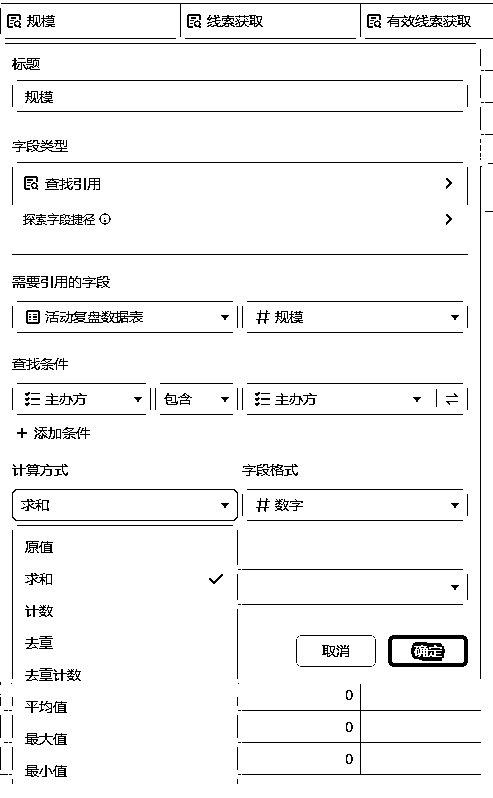 规模 线索获取 有效线索获取
标题
规模
字段类型
查找引用
探索字段捷径
需要引用的字段
活动复盘数据表 # 规模
查找条件
主办方 包含 主办方
+ 添加条件
计算方式 字段格式
求和 # 数字
原值
求和
计数
去重
取消 确定
去重计数
平均值 0
最大值 0
最小值 0